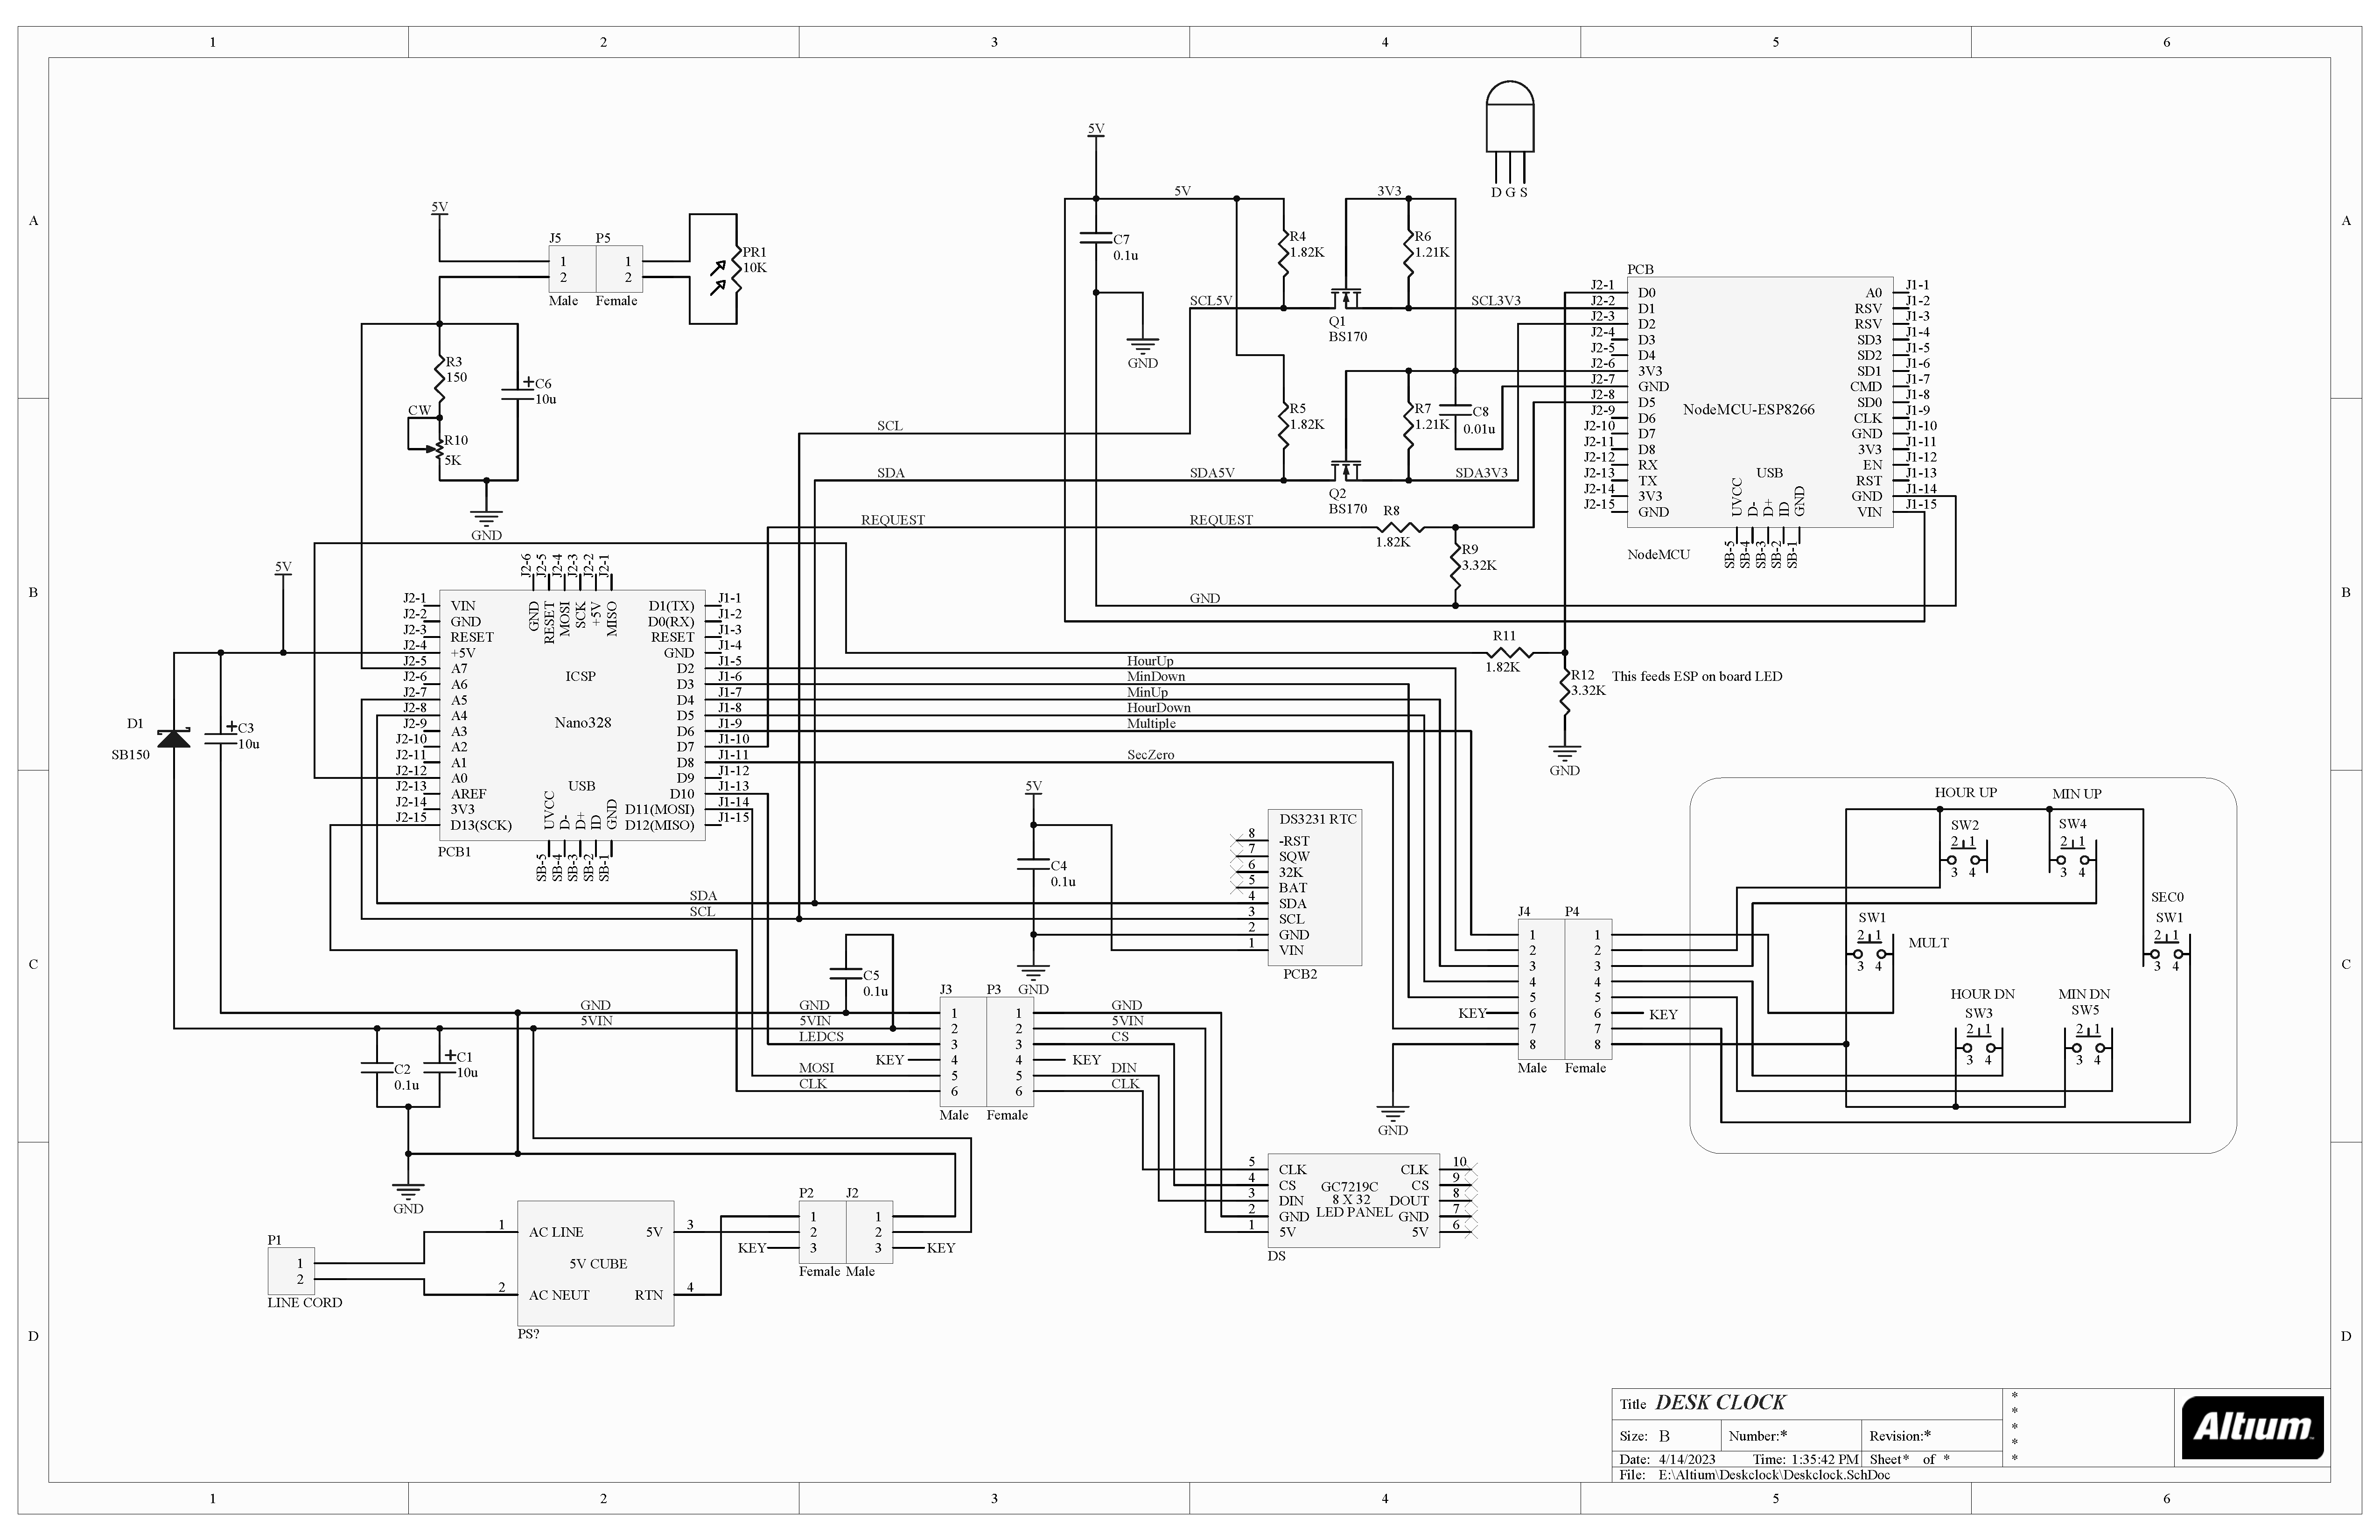 1 2 3 4 5 6
A A
B B
C C
D D
5V
J5 P5
1 1
2 2
Male Female
PR1
10K
R3
150
C6
10u
CW
R10
5K
GND
D G S
5V
5V
C7
0.1u
GND
R4
1.82K
3V3
R6
1.21K
SCL5V
SCL3V3
Q1
BS170
R5
1.82K
R7
1.21K
C8
0.01u
SCL
SDA
SDA5V
SDA3V3
Q2
BS170
REQUEST
REQUEST
R8
1.82K
R9
3.32K
GND
PCB
J2-1 D0 A0 J1-1
J2-2 D1 RSV J1-2
J2-3 D2 RSV J1-3
J2-4 D3 SD3 J1-4
J2-5 D4 SD2 J1-5
J2-6 3V3 SD1 J1-6
J2-7 GND CMD J1-7
J2-8 D5 SD0 J1-8
NodeMCU-ESP8266
J2-9 D6 CLK J1-9
J2-10 D7 GND J1-10
J2-11 D8 3V3 J1-11
J2-12 RX EN J1-12
J2-13 TX RST J1-13
J2-14 3V3 GND J1-14
J2-15 GND VIN J1-15
USB
UVCC D- D+ ID GND
SB-5 SB-4 SB-3 SB-2 SB-1
NodeMCU
R11
1.82K
R12
3.32K
This feeds ESP on board LED
GND
5V
D1
SB150
C3
10u
J2-6 J2-5 J2-4 J2-3 J2-2 J2-1
GND RESET MOSI SCK +5V MISO
J2-1 VIN D1(TX) J1-1
J2-2 GND D0(RX) J1-2
J2-3 RESET RESET J1-3
J2-4 +5V GND J1-4
J2-5 A7 D2 J1-5
J2-6 A6 D3 J1-6
J2-7 A5 D4 J1-7
J2-8 A4 D5 J1-8
J2-9 A3 D6 J1-9
J2-10 A2 D7 J1-10
J2-11 A1 D8 J1-11
J2-12 A0 D9 J1-12
J2-13 AREF D10 J1-13
J2-14 3V3 D11(MOSI) J1-14
J2-15 D13(SCK) D12(MISO) J1-15
ICSP
Nano328
USB
UVCC D- D+ ID GND
SB-5 SB-4 SB-3 SB-2 SB-1
PCB1
HourUp
MinDown
MinUp
HourDown
Multiple
SecZero
SDA
SCL
5V
C4
0.1u
GND
DS3231 RTC
8 -RST
7 SQW
6 32K
5 BAT
4 SDA
3 SCL
2 GND
1 VIN
PCB2
C5
0.1u
GND
5VIN
GND
5VIN
LEDCS
KEY
MOSI
CLK
J3 P3
1 1
2 2
3 3
4 4
5 5
6 6
Male Female
GND
5VIN
CS
KEY
DIN
CLK
C2
0.1u
C1
10u
GND
J4 P4
1 1
2 2
3 3
4 4
5 5
KEY 6 6 KEY
7 7
8 8
Male Female
GND
HOUR UP
SW2
2 1
3 4
MIN UP
SW4
2 1
3 4
SEC0
SW1
2 1
3 4
SW1
2 1
3 4
MULT
HOUR DN
SW3
2 1
3 4
MIN DN
SW5
2 1
3 4
5 CLK CLK 10
4 CS CS 9
3 DIN DOUT 8
2 GND GND 7
1 5V 5V 6
GC7219C
8 X 32
LED PANEL
DS
P1
1
2
LINE CORD
1 AC LINE 5V 3
5V CUBE
2 AC NEUT RTN 4
PS?
P2 J2
1 1
2 2
KEY 3 3 KEY
Female Male
Title DESK CLOCK
Size: B Number:* Revision:*
Date: 4/14/2023 Time: 1:35:42 PM Sheet* of *
File: E:\Altium\Deskclock\Deskclock.SchDoc
*
*
*
*
*
Altium
1 2 3 4 5 6